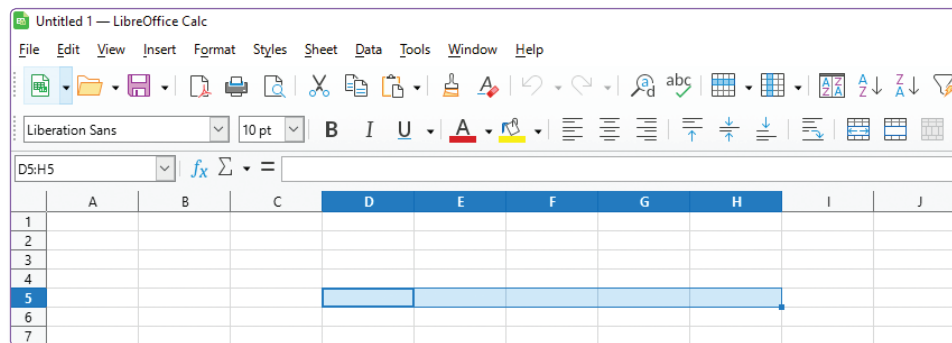 Untitled 1 — LibreOffice Calc
File Edit View Insert Format Styles Sheet Data Tools Window Help
Liberation Sans 10 pt B I U A
D5:H5 fx Σ =
A B C D E F G H I J
1
2
3
4
5
6
7